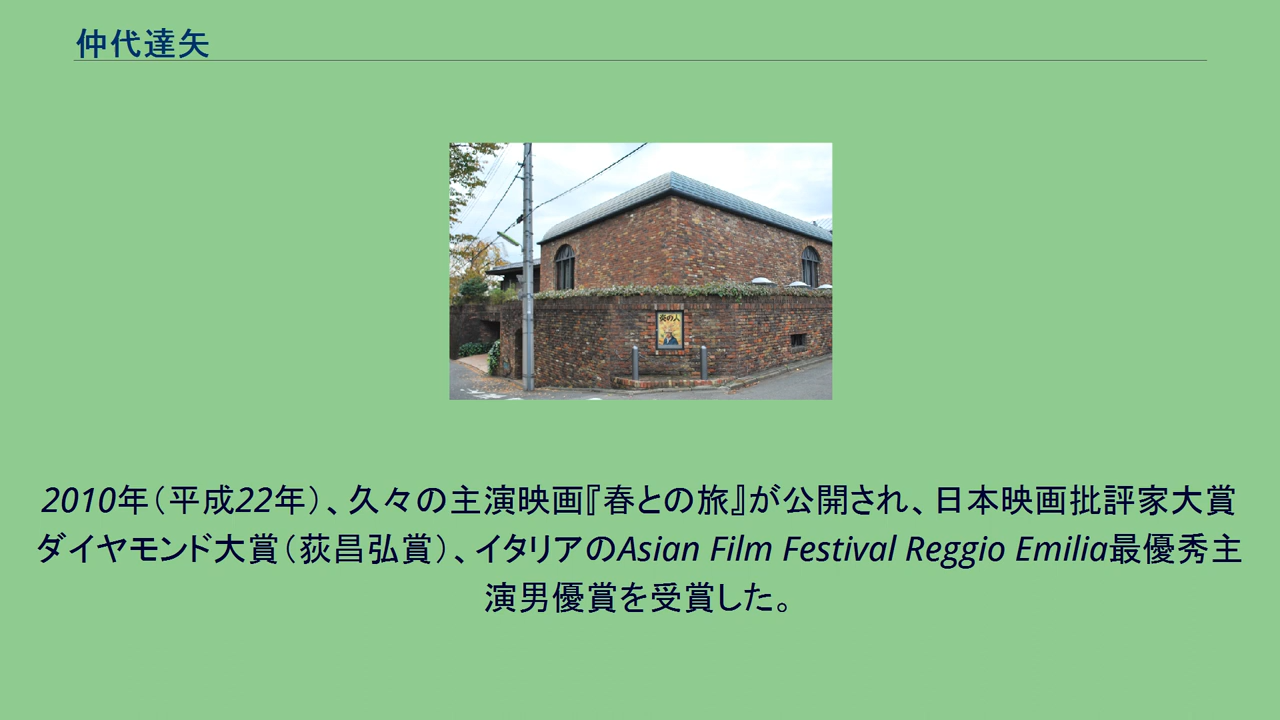 仲代達矢
炎の人
2010年（平成22年）、久々の主演映画『春との旅』が公開され、日本映画批評家大賞
ダイヤモンド大賞（荻昌弘賞）、イタリアのAsian Film Festival Reggio Emilia最優秀主
演男優賞を受賞した。